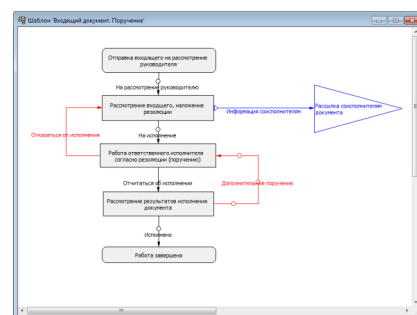 Шаблон 'Входящий документ. Поручение'
Отправка входящего на рассмотрение
руководителя
На рассмотрение руководителю
Рассмотрение входящего, наложение
резолюции
Информация соисполнителям
Рассылка соисполнителям
документа
Отказаться от исполнения
На исполнение
Работа ответственного исполнителя
согласно резолюции (поручению)
Отчитаться об исполнении
Дополнительное поручение
Рассмотрение результатов исполнения
документа
Исполнено
Работа завершена